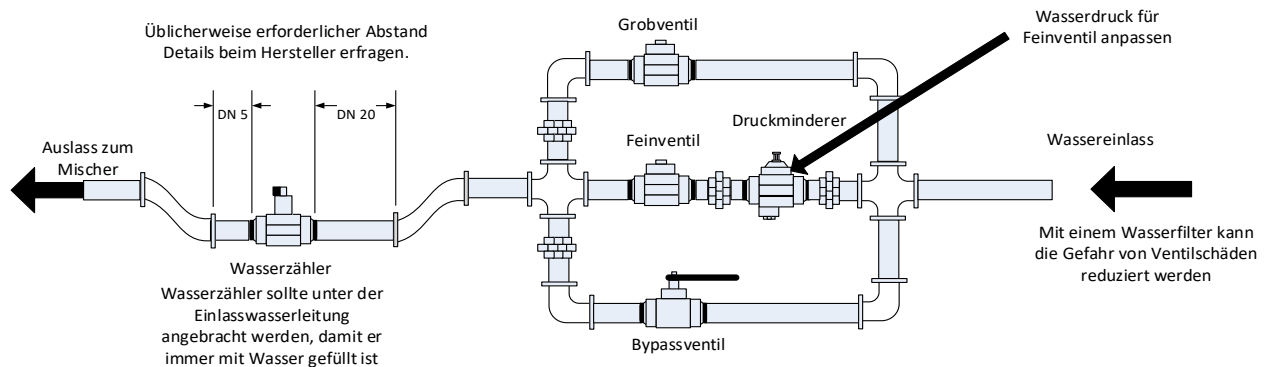 Üblicherweise erforderlicher Abstand
Details beim Hersteller erfragen.
Grobventil
Wasserdruck für
Feinventil anpassen
DN 5
DN 20
Feinventil
Druckminderer
Wassereinlass
Auslass zum
Mischer
Mit einem Wasserfilter kann
die Gefahr von Ventilschäden
reduziert werden
Wasserzähler
Wasserzähler sollte unter der
Einlasswasserleitung
angebracht werden, damit er
immer mit Wasser gefüllt ist
Bypassventil